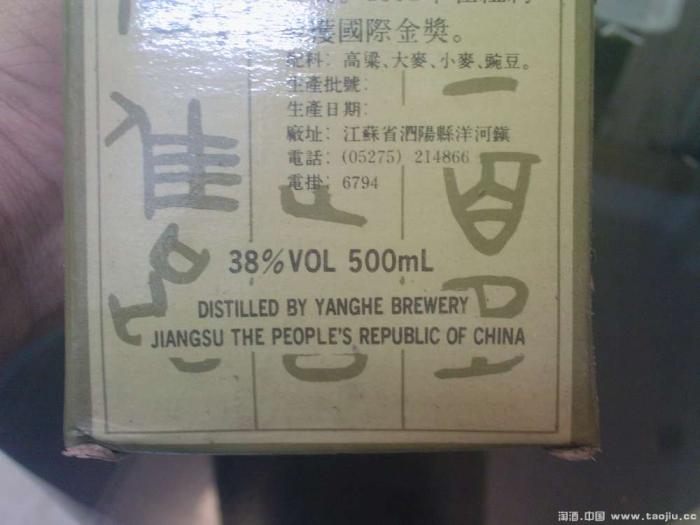 獲國際金獎。
配料：高粱、大麥、小麥、豌豆。
生產批號：
生產日期：
廠址：江蘇省泗陽縣洋河鎮
電話：(05275) 214866
電掛：6794
38%VOL 500mL
DISTILLED BY YANGHE BREWERY
JIANGSU THE PEOPLE'S REPUBLIC OF CHINA
淘酒.中国 www.taojiu.cc